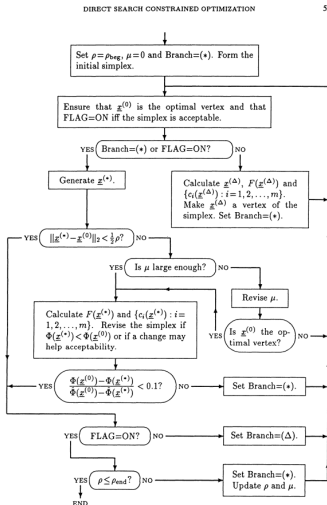 DIRECT SEARCH CONSTRAINED OPTIMIZATION 5
Set ρ=ρbeg, μ=0 and Branch=(∗). Form the
initial simplex.
Ensure that x^(0) is the optimal vertex and that
FLAG=ON iff the simplex is acceptable.
YES Branch=(∗) or FLAG=ON? NO
Generate x^(∗).
Calculate x^(Δ), F(x^(Δ)) and
{c_i(x^(Δ)) : i=1,2,...,m}.
Make x^(Δ) a vertex of the
simplex. Set Branch=(∗).
YES ‖x^(∗)−x^(0)‖₂<½ρ? NO
YES Is μ large enough? NO
Revise μ.
Calculate F(x^(∗)) and {c_i(x^(∗)) : i=
1,2,...,m}. Revise the simplex if
Φ(x^(∗))<Φ(x^(0)) or if a change may
help acceptability.
YES Is x^(0) the op-
timal vertex? NO
YES Φ(x^(0))−Φ(x^(∗)) / Φ̂(x^(0))−Φ̂(x^(∗)) < 0.1? NO
Set Branch=(∗).
YES FLAG=ON? NO
Set Branch=(Δ).
YES ρ≤ρend? NO
Set Branch=(∗).
Update ρ and μ.
END